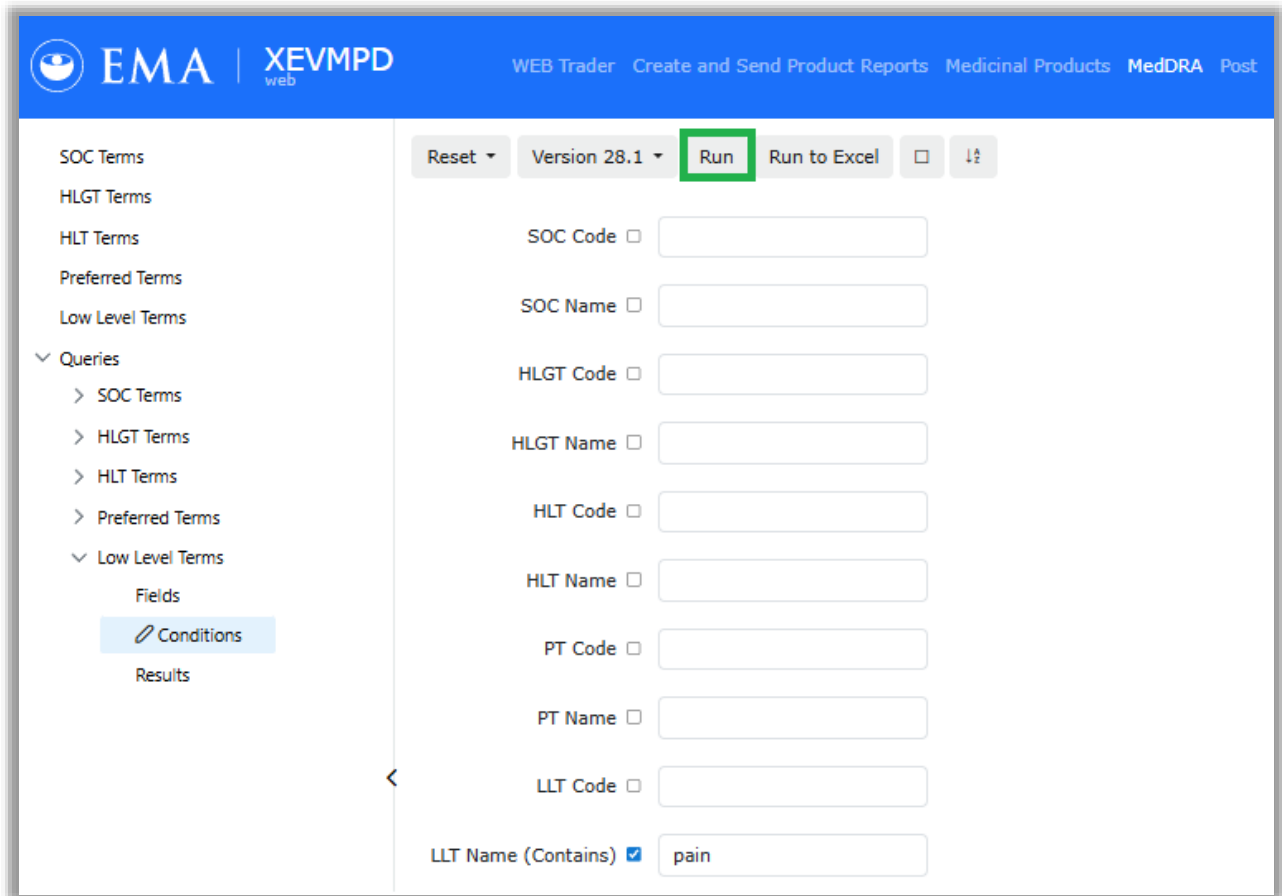 EMA | XEVMPD
web
WEB Trader Create and Send Product Reports Medicinal Products MedDRA Post
SOC Terms
HLGT Terms
HLT Terms
Preferred Terms
Low Level Terms
Queries
SOC Terms
HLGT Terms
HLT Terms
Preferred Terms
Low Level Terms
Fields
Conditions
Results
Reset Version 28.1 Run Run to Excel
SOC Code
SOC Name
HLGT Code
HLGT Name
HLT Code
HLT Name
PT Code
PT Name
LLT Code
LLT Name (Contains) pain